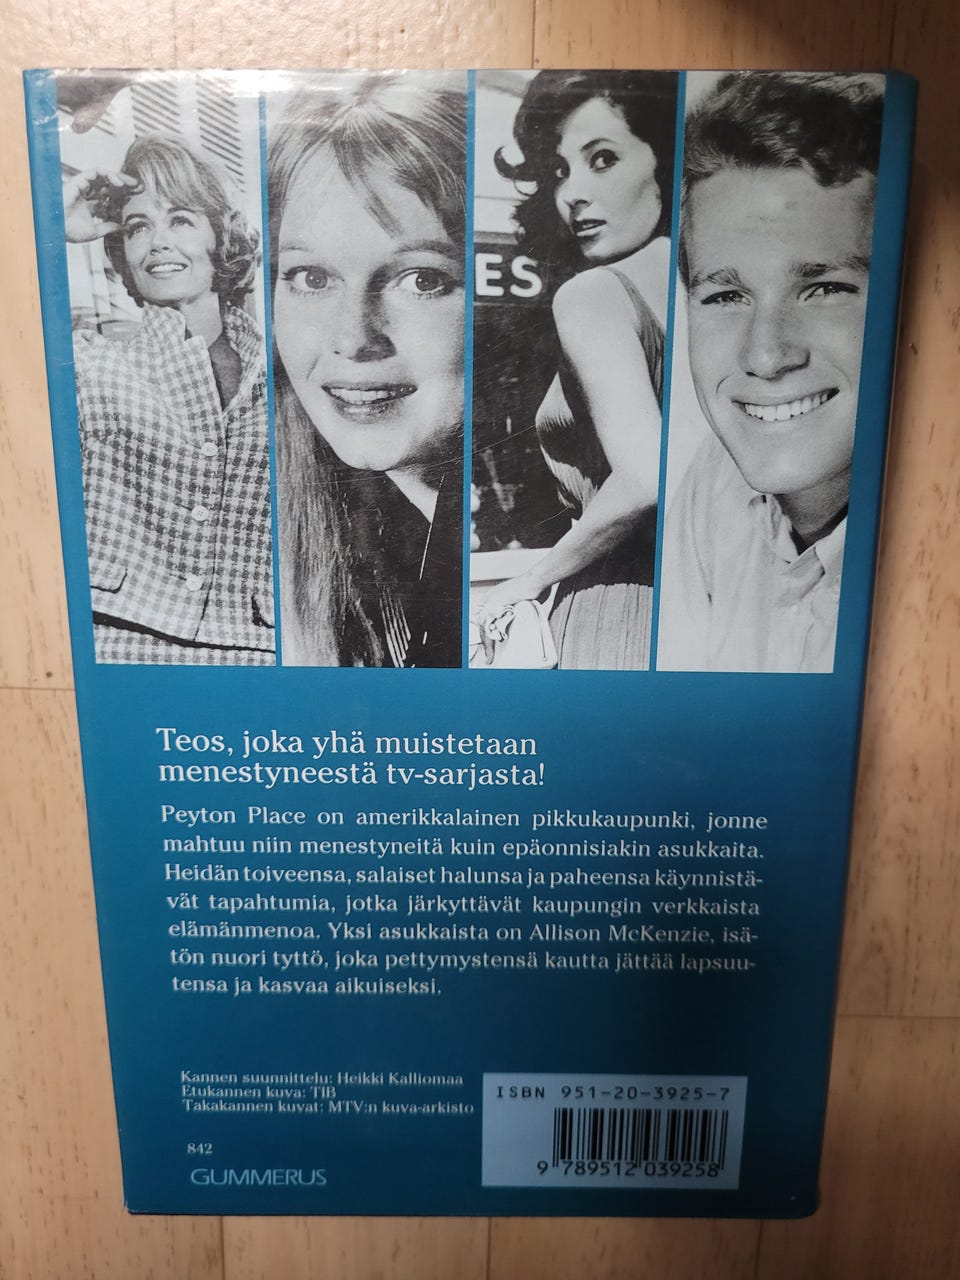 ES
Teos, joka yhä muistetaan
menestyneestä tv-sarjasta!
Peyton Place on amerikkalainen pikkukaupunki, jonne
mahtuu niin menestyneitä kuin epäonnisiakin asukkaita.
Heidän toiveensa, salaiset halunsa ja paheensa käynnistä-
vät tapahtumia, jotka järkyttävät kaupungin verkkaista
elämänmenoa. Yksi asukkaista on Allison McKenzie, isä-
tön nuori tyttö, joka pettymystensä kautta jättää lapsuu-
tensa ja kasvaa aikuiseksi.
Kannen suunnittelu: Heikki Kalliomaa
Etukannen kuva: TIB
Takakannen kuvat: MTV:n kuva-arkisto
842
GUMMERUS
ISBN 951-20-3925-7
9 789512 039258